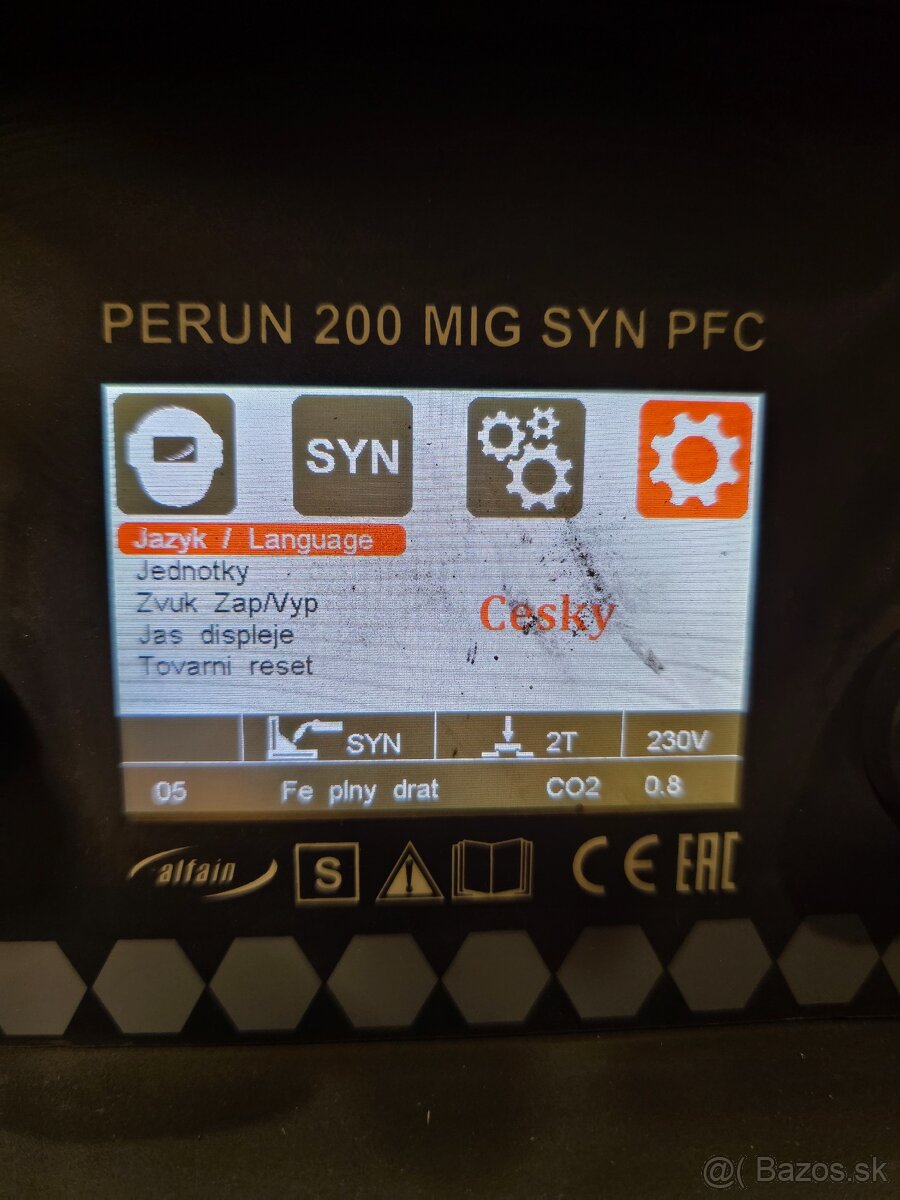 PERUN 200 MIG SYN PFC
SYN
Jazyk / Language
Jednotky
Zvuk Zap/Vyp
Cesky
Jas displeje
Tovarni reset
SYN 2T 230V
05 Fe plny drat CO2 0.8
alfain S CE EAC
@( Bazos.sk